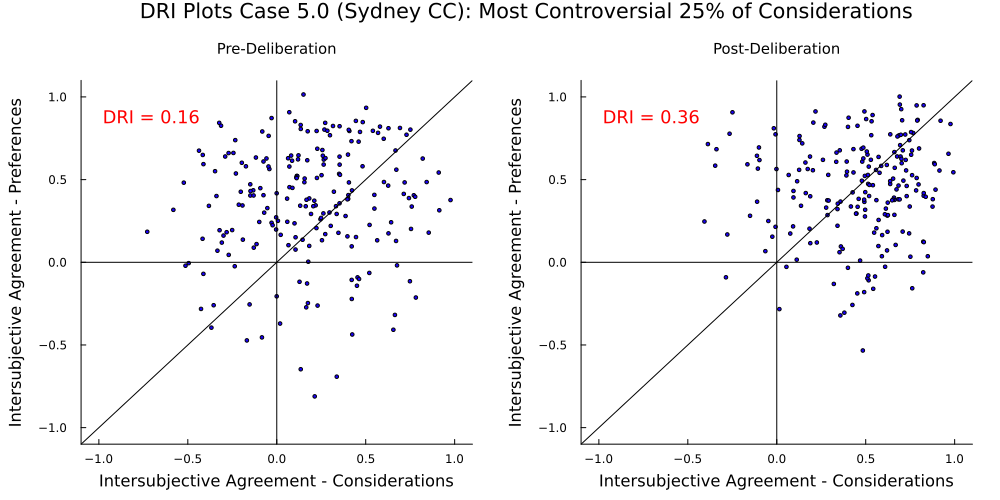 DRI Plots Case 5.0 (Sydney CC): Most Controversial 25% of Considerations
Pre-Deliberation
DRI = 0.16
Intersubjective Agreement - Preferences
1.0
0.5
0.0
−0.5
−1.0
−1.0 −0.5 0.0 0.5 1.0
Intersubjective Agreement - Considerations
Post-Deliberation
DRI = 0.36
Intersubjective Agreement - Preferences
1.0
0.5
0.0
−0.5
−1.0
−1.0 −0.5 0.0 0.5 1.0
Intersubjective Agreement - Considerations